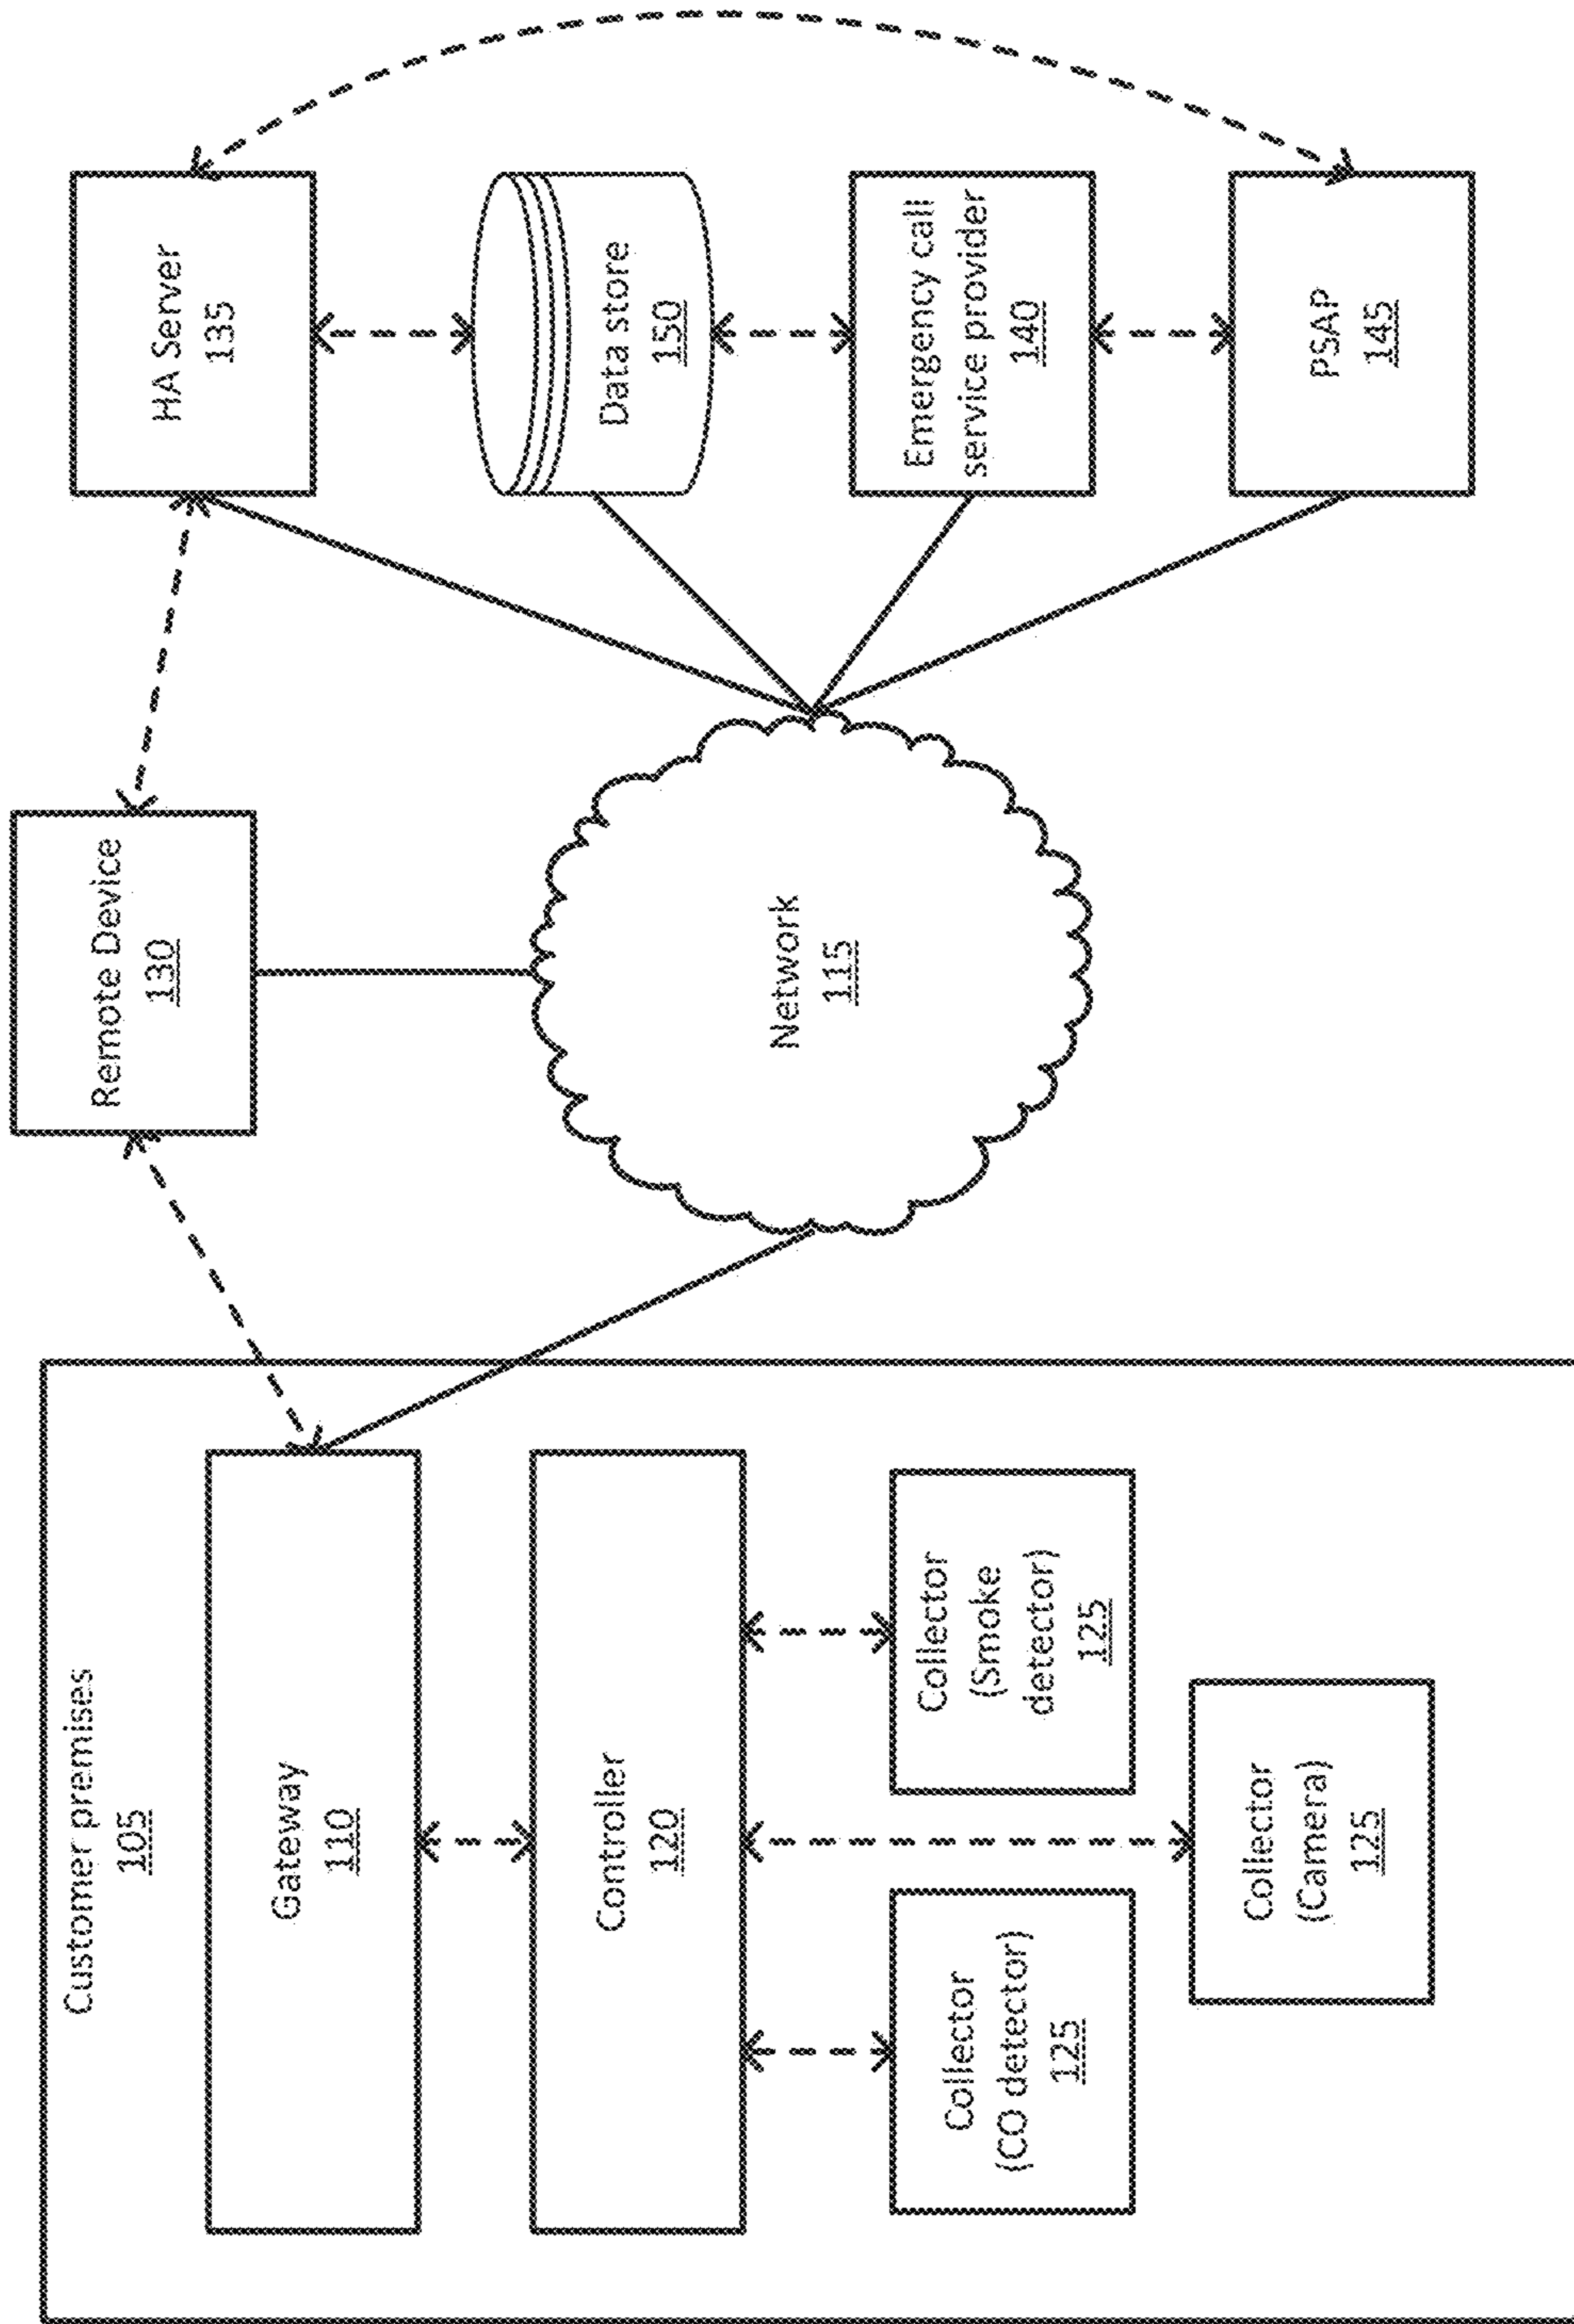 Customer premises
105
Gateway
110
Controller
120
Collector
(CO detector)
125
Collector
(Smoke
detector)
125
Collector
(Camera)
125
Remote Device
130
Network
115
HA Server
135
Data store
150
Emergency call
service provider
140
PSAP
145